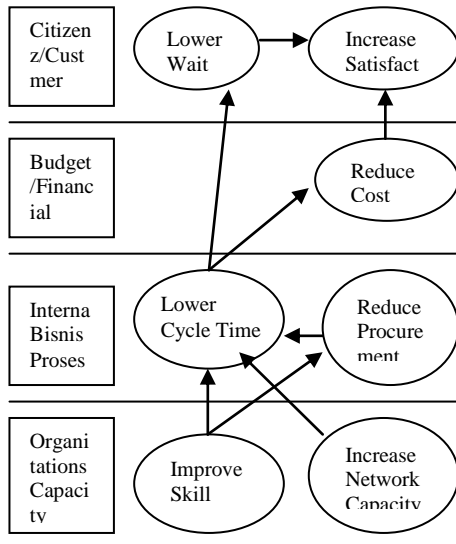 Citizen
z/Cust
mer
Lower
Wait
Increase
Satisfact
Budget
/Financ
ial
Reduce
Cost
Interna
Bisnis
Proses
Lower
Cycle Time
Reduce
Procure
ment
Organi
tations
Capaci
ty
Improve
Skill
Increase
Network
Capacity